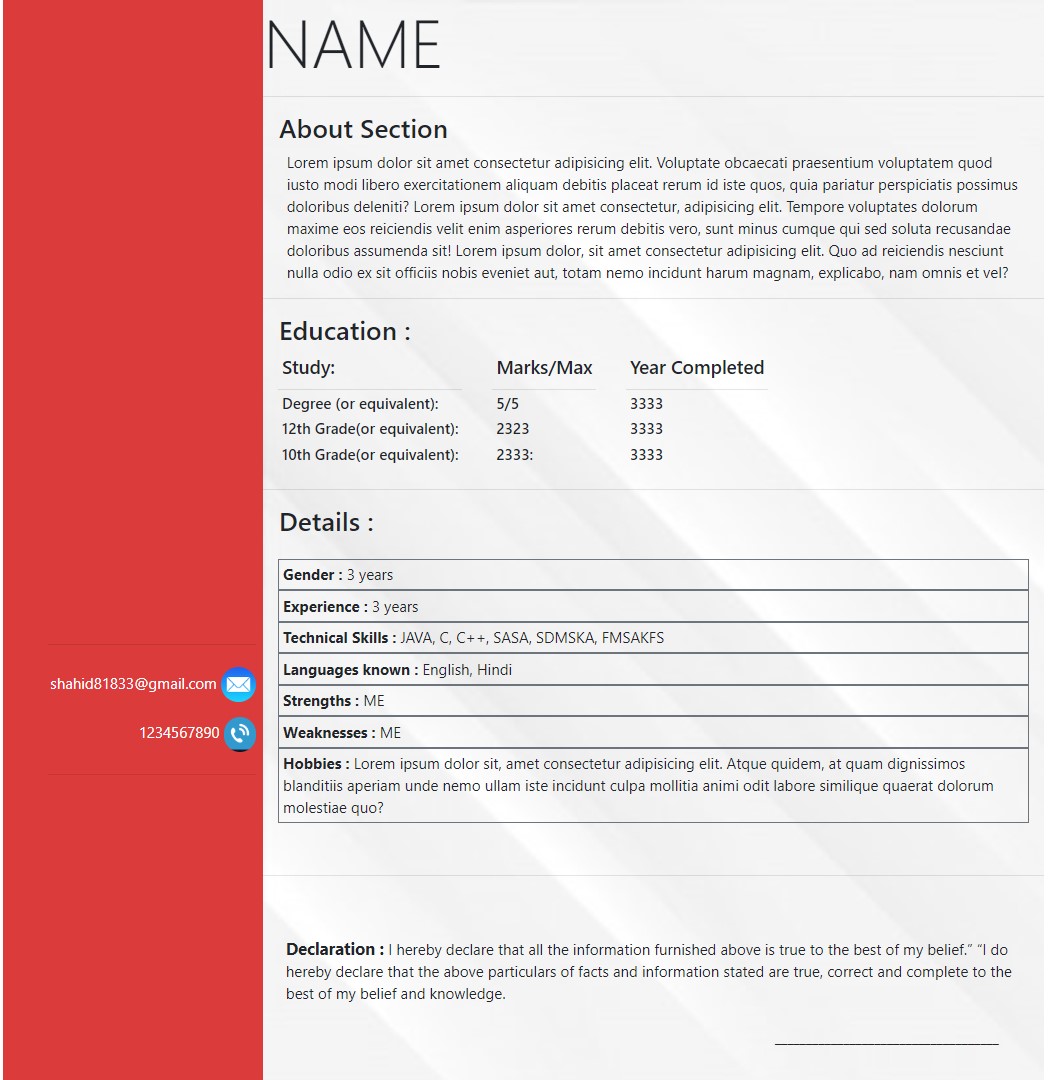 NAME
About Section
Lorem ipsum dolor sit amet consectetur adipisicing elit. Voluptate obcaecati praesentium voluptatem quod
iusto modi libero exercitationem aliquam debitis placeat rerum id iste quos, quia pariatur perspiciatis possimus
doloribus deleniti? Lorem ipsum dolor sit amet consectetur, adipisicing elit. Tempore voluptates dolorum
maxime eos reiciendis velit enim asperiores rerum debitis vero, sunt minus cumque qui sed soluta recusandae
doloribus assumenda sit! Lorem ipsum dolor, sit amet consectetur adipisicing elit. Quo ad reiciendis nesciunt
nulla odio ex sit officiis nobis eveniet aut, totam nemo incidunt harum magnam, explicabo, nam omnis et vel?
Education :
Study: Marks/Max Year Completed
Degree (or equivalent): 5/5 3333
12th Grade(or equivalent): 2323 3333
10th Grade(or equivalent): 2333: 3333
Details :
Gender : 3 years
Experience : 3 years
Technical Skills : JAVA, C, C++, SASA, SDMSKA, FMSAKFS
Languages known : English, Hindi
Strengths : ME
Weaknesses : ME
Hobbies : Lorem ipsum dolor sit, amet consectetur adipisicing elit. Atque quidem, at quam dignissimos
blanditiis aperiam unde nemo ullam iste incidunt culpa mollitia animi odit labore similique quaerat dolorum
molestiae quo?
shahid81833@gmail.com
1234567890
Declaration : I hereby declare that all the information furnished above is true to the best of my belief.” “I do
hereby declare that the above particulars of facts and information stated are true, correct and complete to the
best of my belief and knowledge.